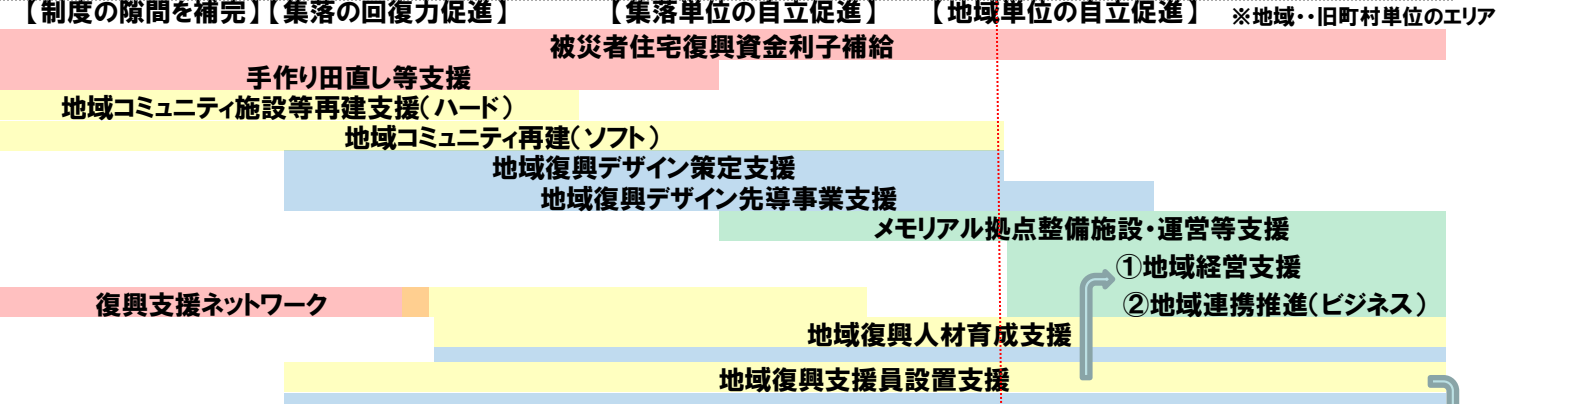 【制度の隙間を補完】【集落の回復力促進】 【集落単位の自立促進】 【地域単位の自立促進】 ※地域・・旧町村単位のエリア
被災者住宅復興資金利子補給
手作り田直し等支援
地域コミュニティ施設等再建支援(ハード)
地域コミュニティ再建(ソフト)
地域復興デザイン策定支援
地域復興デザイン先導事業支援
メモリアル拠点整備施設・運営等支援
①地域経営支援
復興支援ネットワーク ②地域連携推進(ビジネス)
地域復興人材育成支援
地域復興支援員設置支援